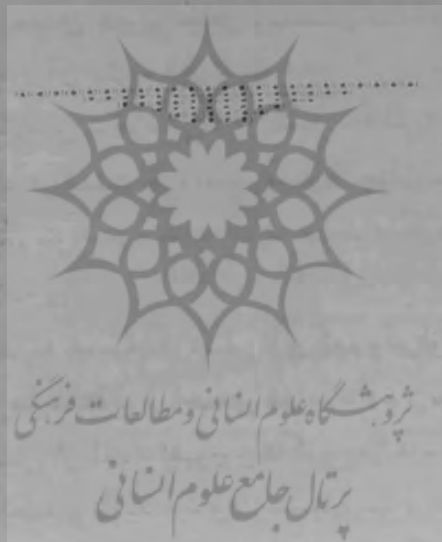 پژوهشگاه علوم انسانی و مطالعات فرهنگی
پرتال جامع علوم انسانی